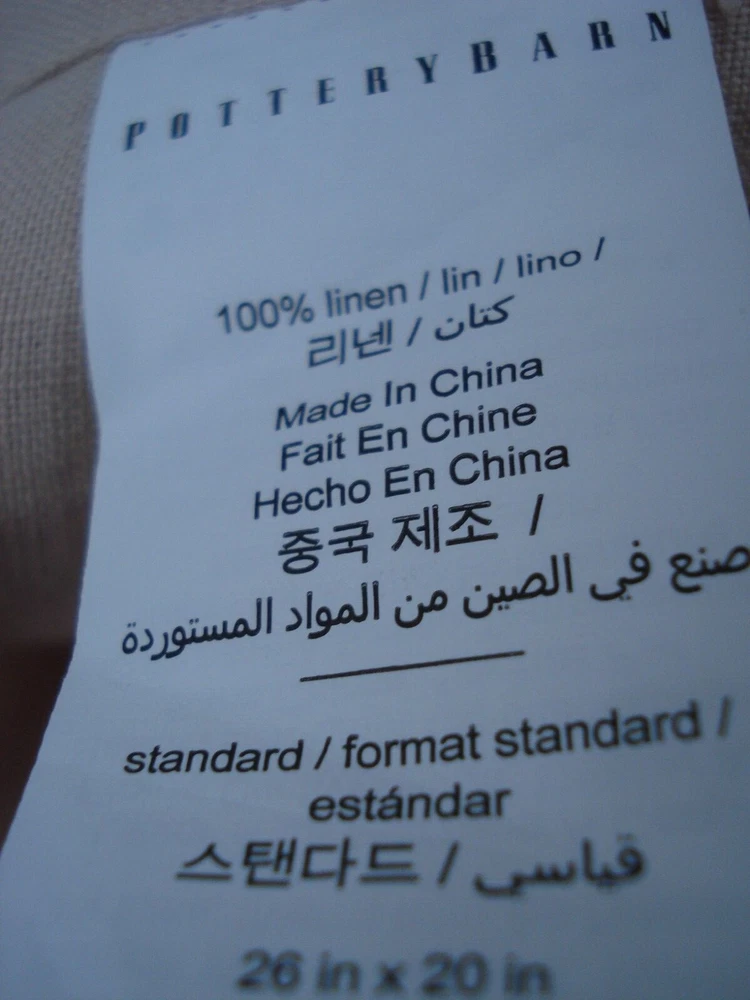 POTTERYBARN
100% linen / lin / lino /
리넨 / كتان
Made In China
Fait En Chine
Hecho En China
중국 제조 /
صنع في الصين من المواد المستوردة
standard / format standard /
estándar
스탠다드 / قياسي
26 in x 20 in